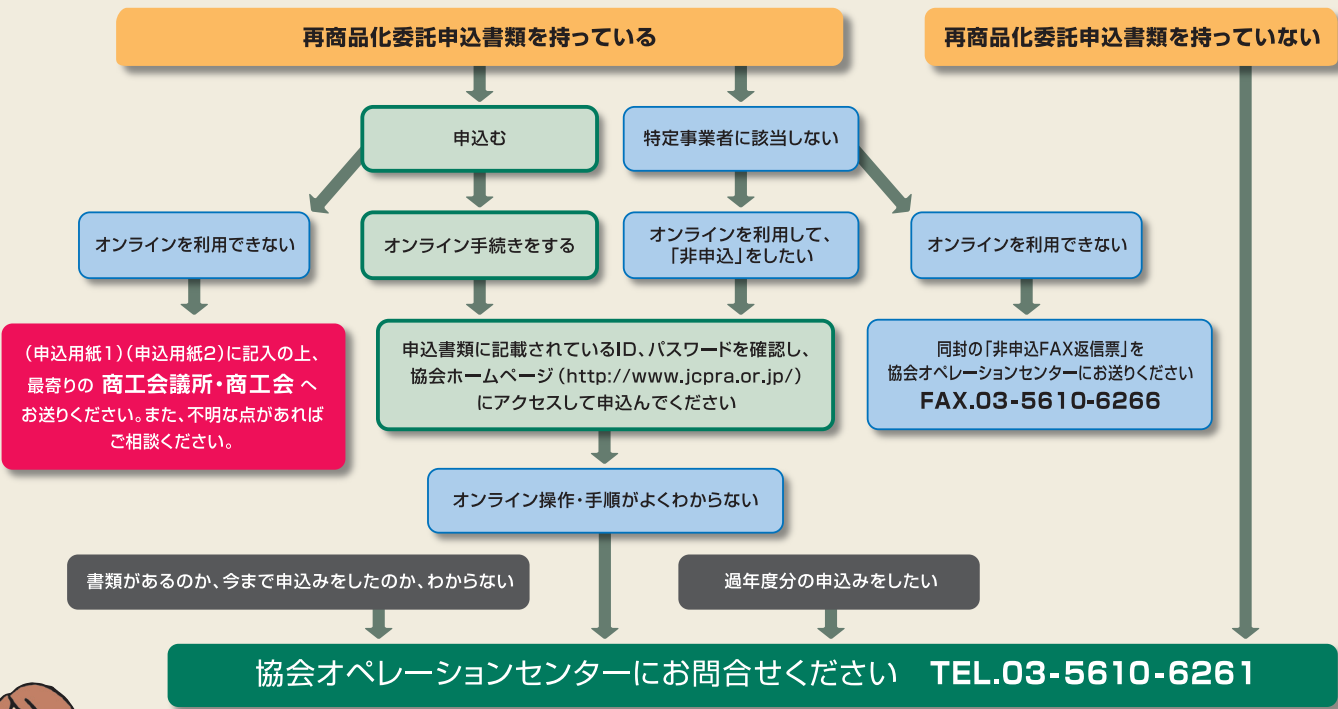 再商品化委託申込書類を持っている
再商品化委託申込書類を持っていない
申込む
特定事業者に該当しない
オンラインを利用できない
オンライン手続きをする
オンラインを利用して、
「非申込」をしたい
オンラインを利用できない
(申込用紙1)(申込用紙2)に記入の上、
最寄りの 商工会議所・商工会 へ
お送りください。また、不明な点があれば
ご相談ください。
申込書類に記載されているID、パスワードを確認し、
協会ホームページ(http://www.jcpra.or.jp/)
にアクセスして申込んでください
同封の「非申込FAX返信票」を
協会オペレーションセンターにお送りください
FAX.03-5610-6266
オンライン操作・手順がよくわからない
書類があるのか、今まで申込みをしたのか、わからない
過年度分の申込みをしたい
協会オペレーションセンターにお問合せください TEL.03-5610-6261